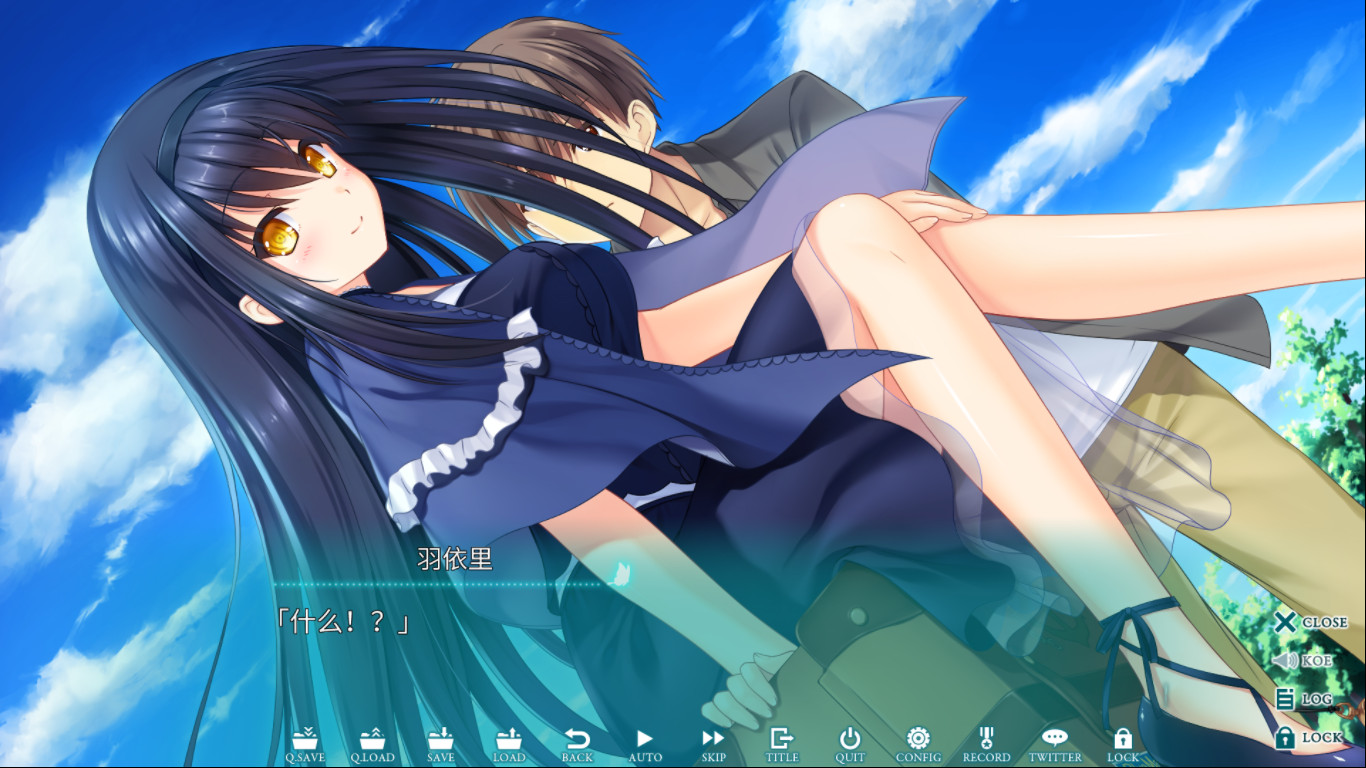 羽依里
「什么！？」
CLOSE
KOE
LOG
LOCK
Q.SAVE Q.LOAD SAVE LOAD BACK AUTO SKIP TITLE QUIT CONFIG RECORD TWITTER LOCK